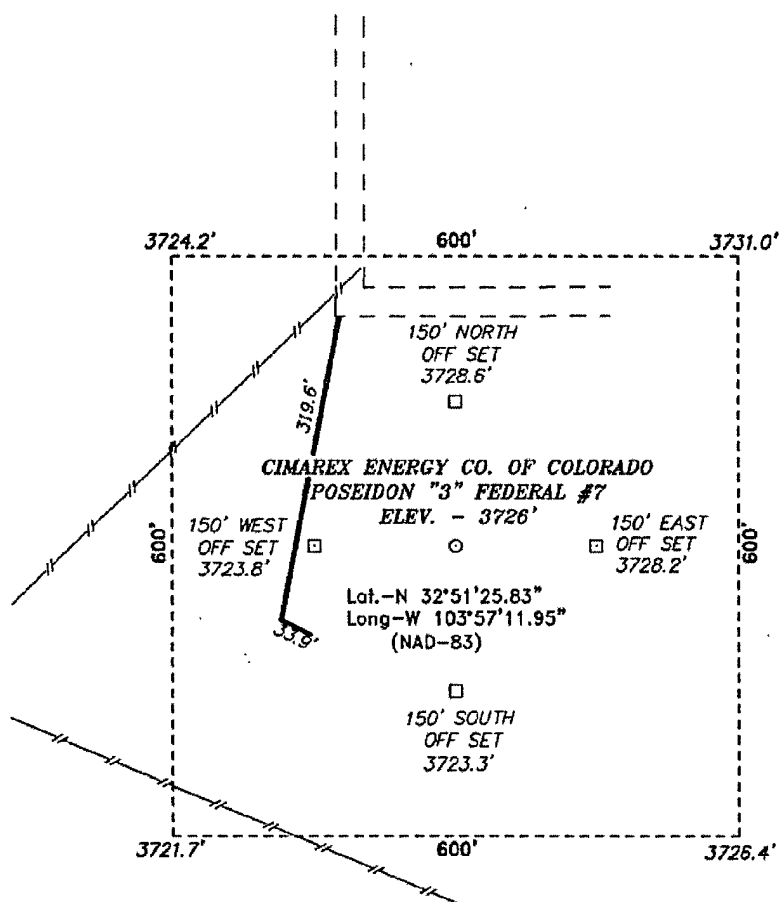 3724.2'
600'
3731.0'
150' NORTH
OFF SET
3728.6'
319.6'
CIMAREX ENERGY CO. OF COLORADO
POSEIDON "3" FEDERAL #7
ELEV. - 3726'
600'
150' WEST
OFF SET
3723.8'
150' EAST
OFF SET
3728.2'
600'
Lat.-N 32°51'25.83"
Long-W 103°57'11.95"
(NAD-83)
33.9'
150' SOUTH
OFF SET
3723.3'
3721.7'
600'
3726.4'